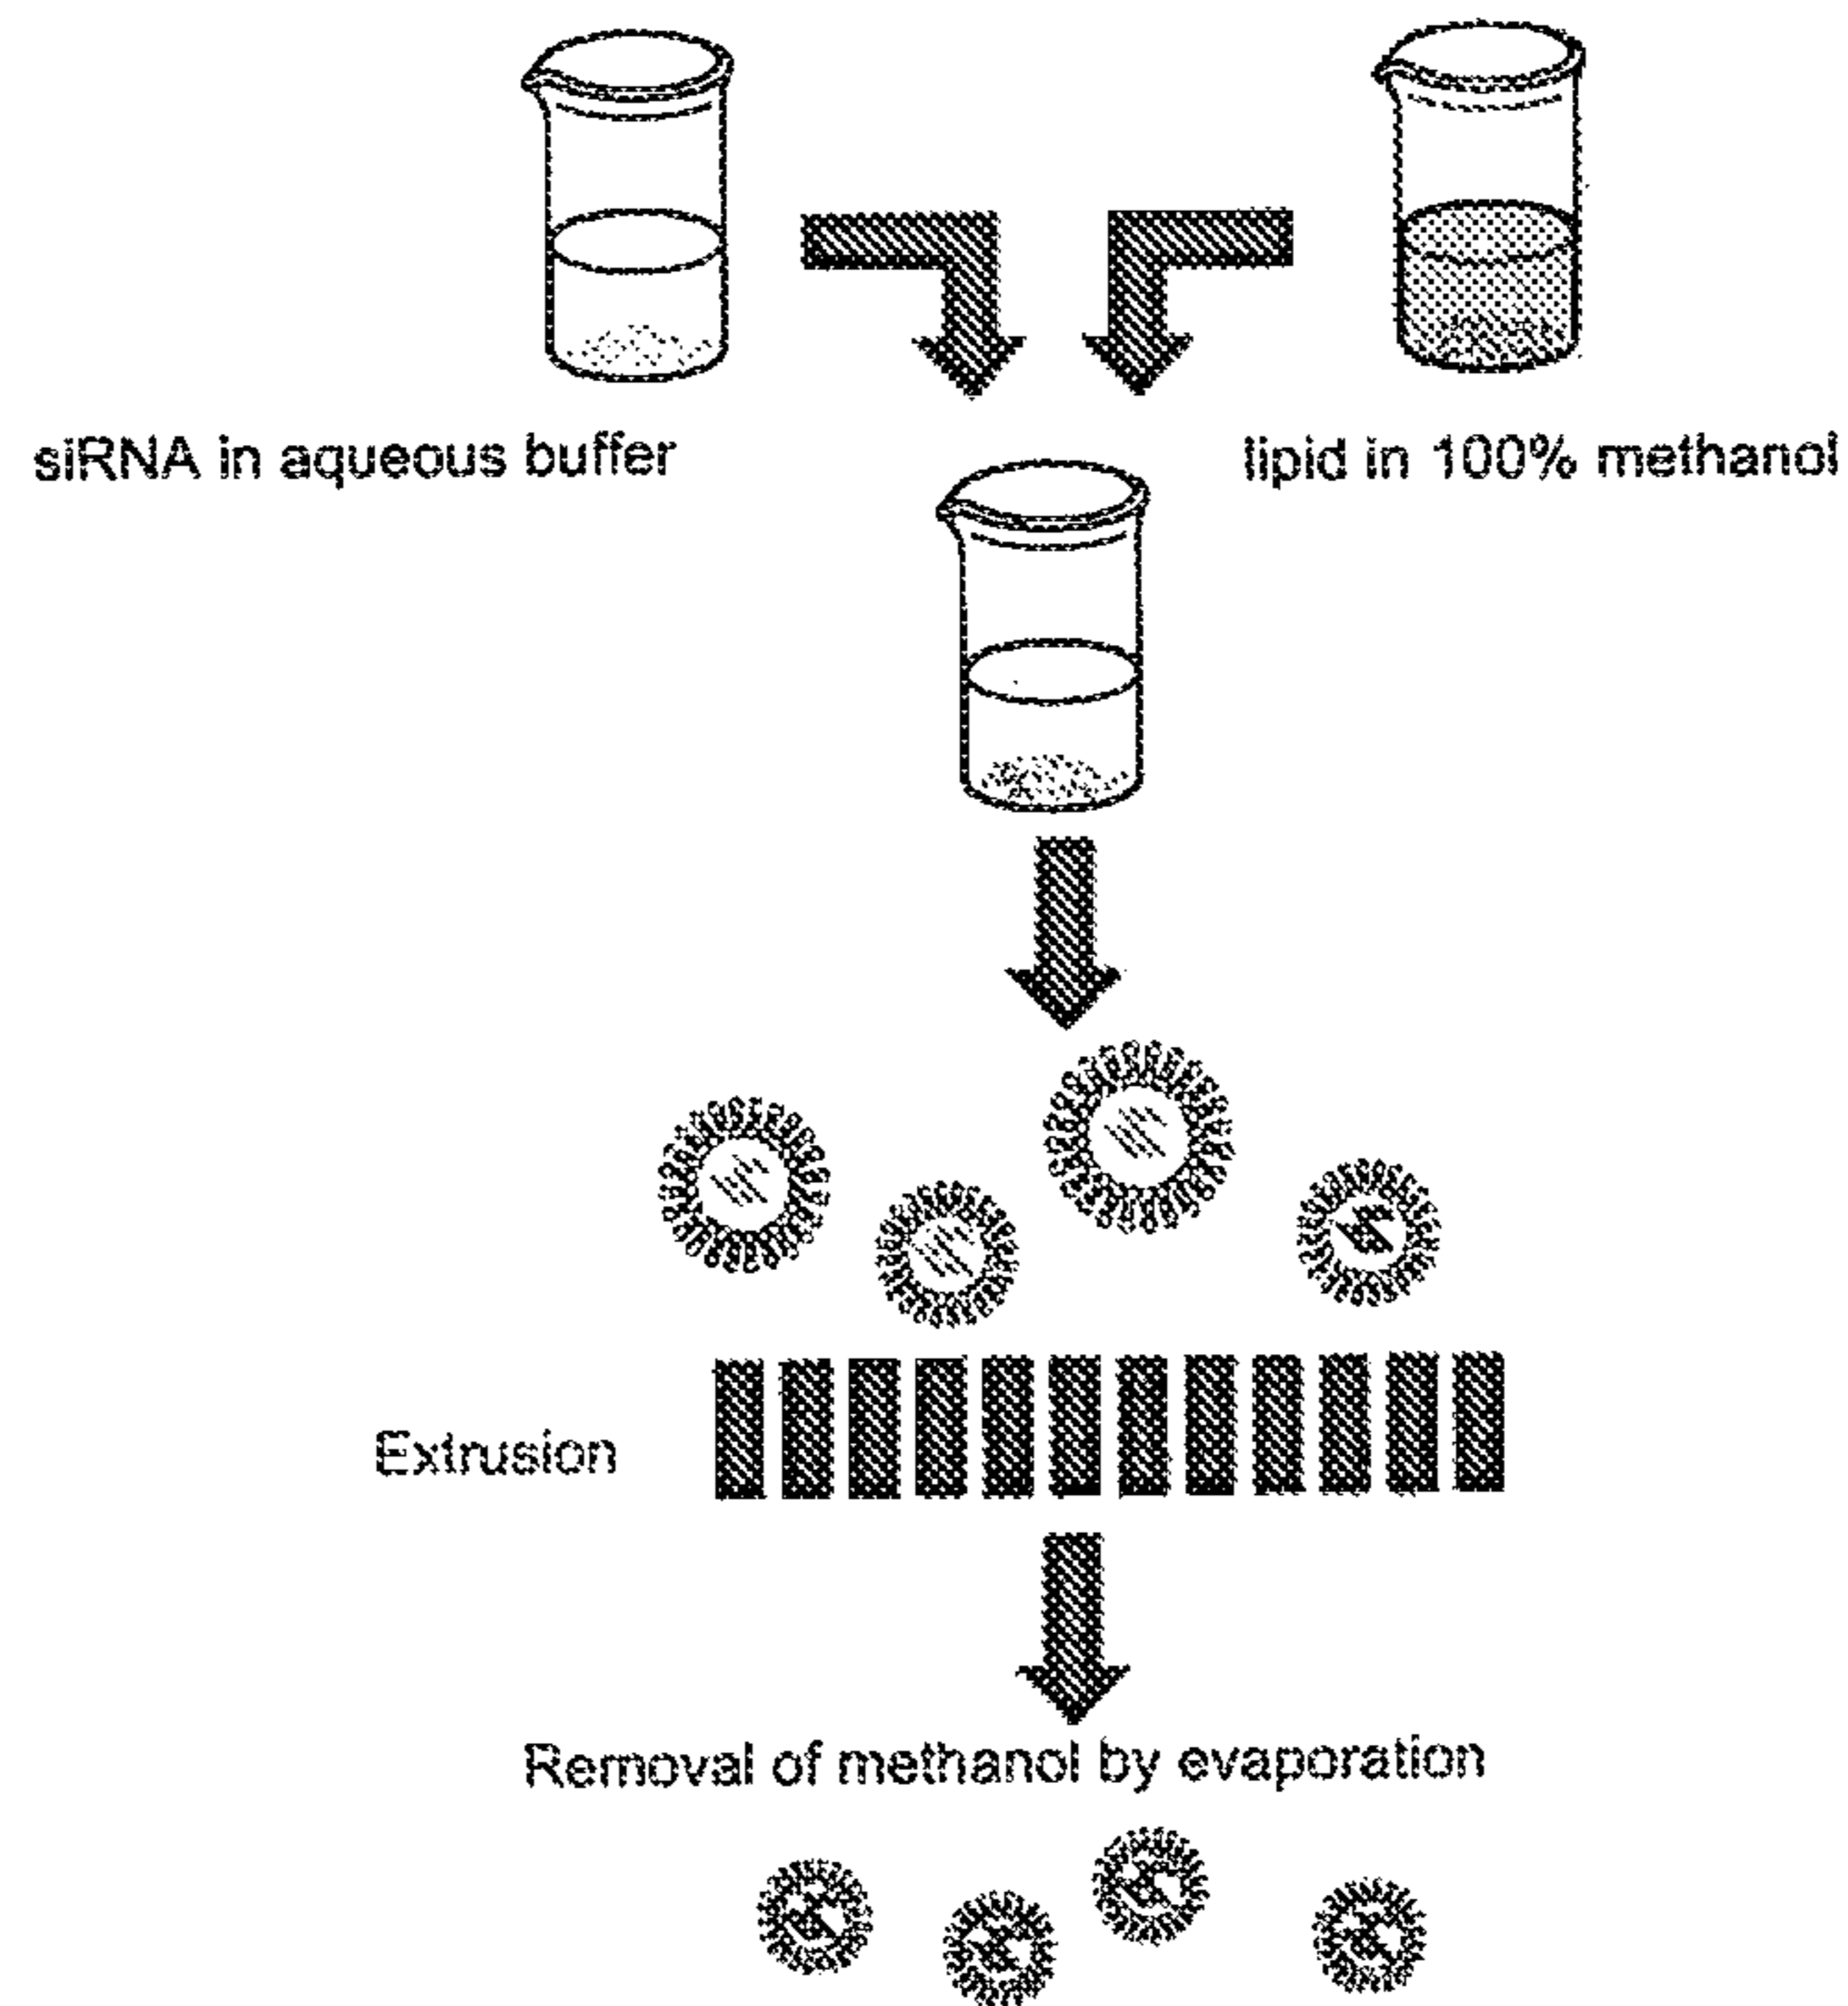 siRNA in aqueous buffer
lipid in 100% methanol
Extrusion
Removal of methanol by evaporation